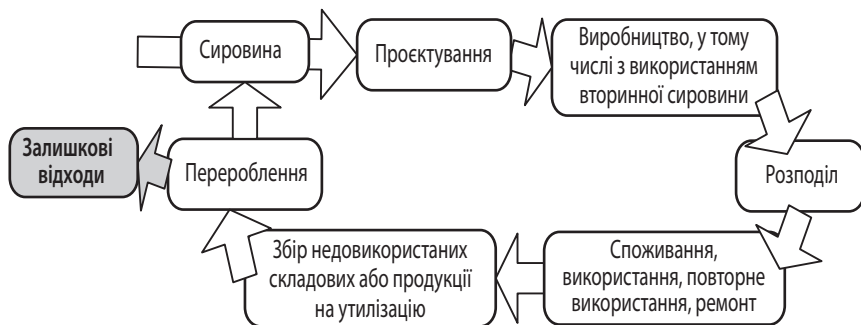 Сировина
Проєктування
Виробництво, у тому
числі з використанням
вторинної сировини
Розподіл
Споживання,
використання, повторне
використання, ремонт
Збір недовикористаних
складових або продукції
на утилізацію
Перероблення
Залишкові
відходи